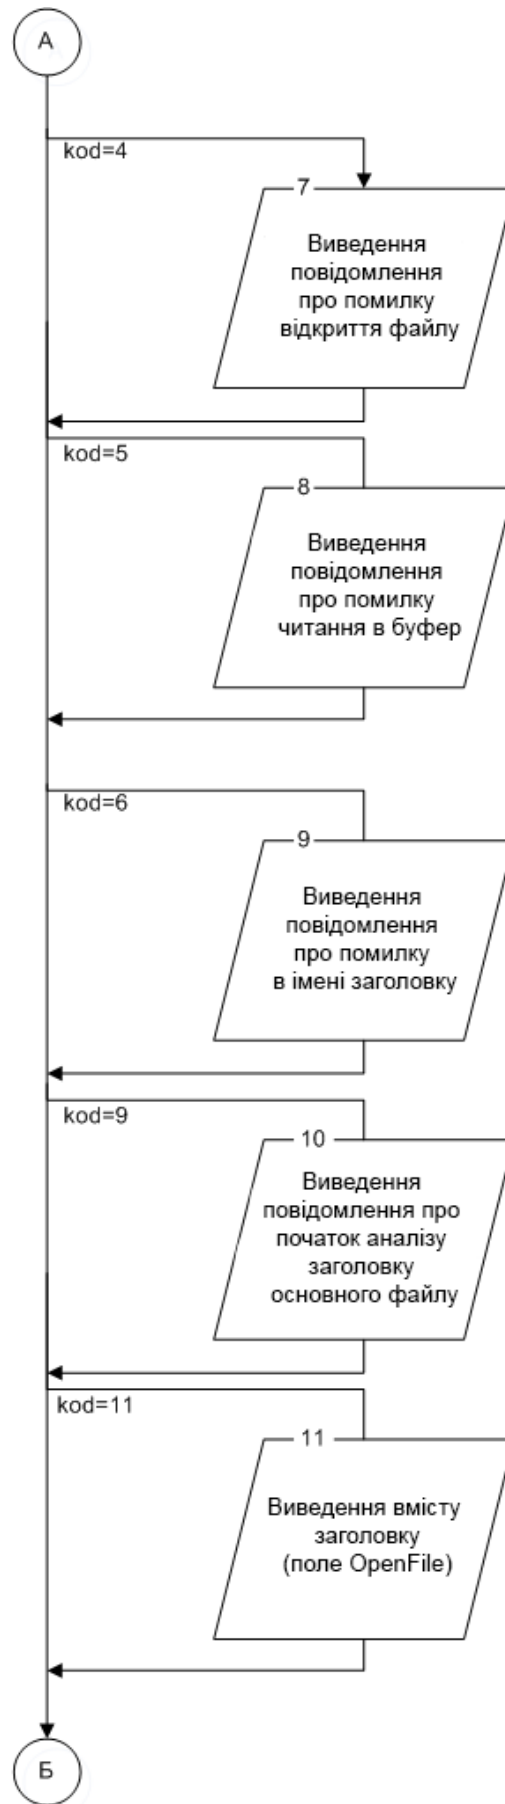 А
kod=4
7
Виведення
повідомлення
про помилку
відкриття файлу
kod=5
8
Виведення
повідомлення
про помилку
читання в буфер
kod=6
9
Виведення
повідомлення
про помилку
в імені заголовку
kod=9
10
Виведення
повідомлення про
початок аналізу
заголовку
основного файлу
kod=11
11
Виведення вмісту
заголовку
(поле OpenFile)
Б